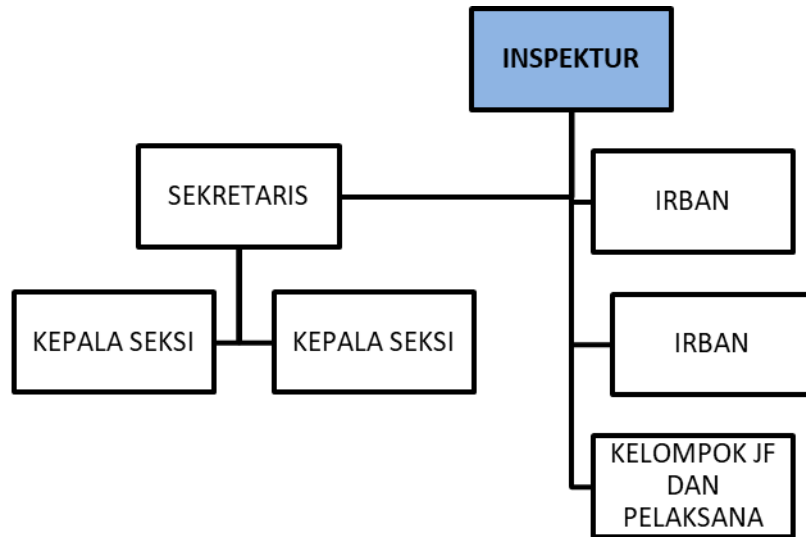 INSPEKTUR
SEKRETARIS
IRBAN
KEPALA SEKSI
KEPALA SEKSI
IRBAN
KELOMPOK JF
DAN
PELAKSANA